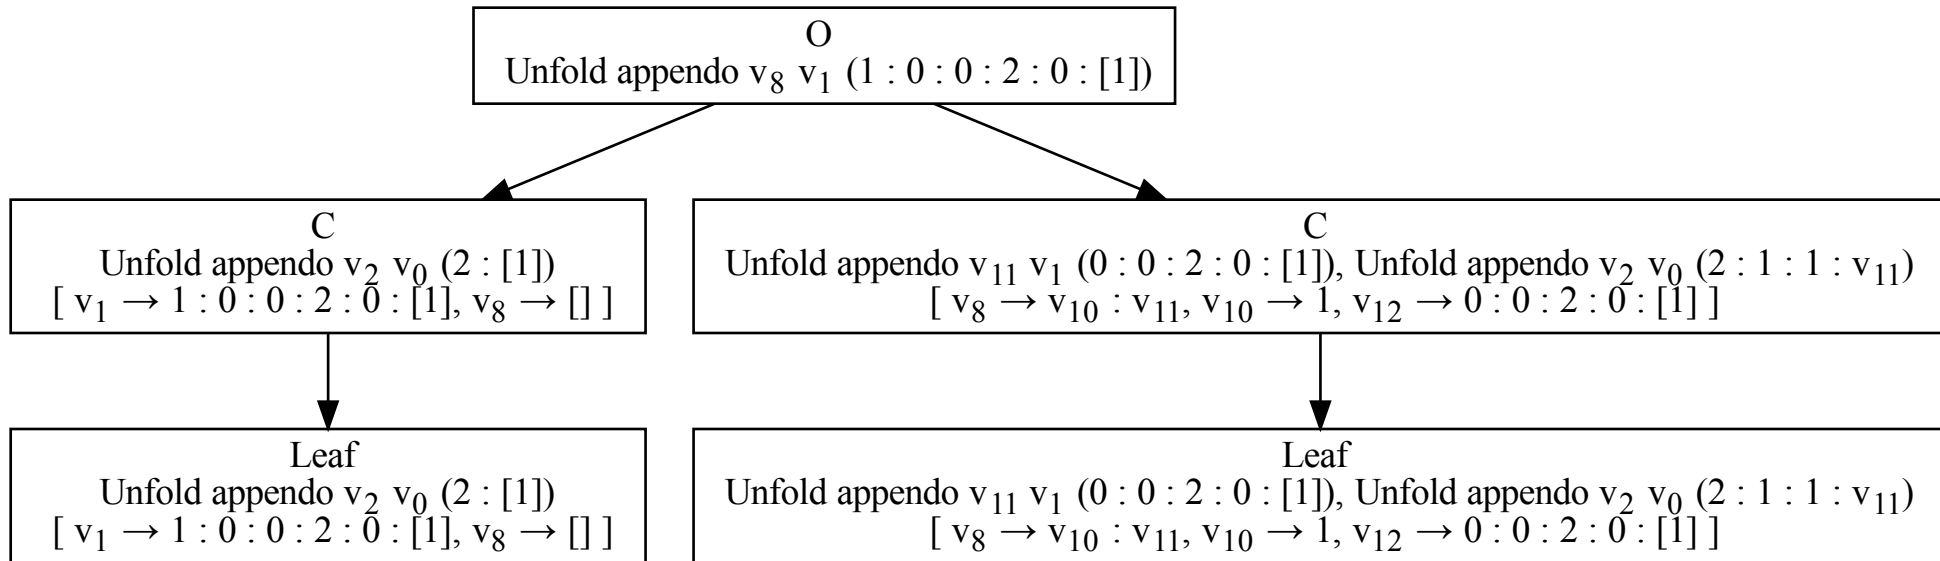 O
Unfold appendo v₈ v₁ (1 : 0 : 0 : 2 : 0 : [1])
C
Unfold appendo v₂ v₀ (2 : [1])
[ v₁ → 1 : 0 : 0 : 2 : 0 : [1], v₈ → [] ]
C
Unfold appendo v₁₁ v₁ (0 : 0 : 2 : 0 : [1]), Unfold appendo v₂ v₀ (2 : 1 : 1 : v₁₁)
[ v₈ → v₁₀ : v₁₁, v₁₀ → 1, v₁₂ → 0 : 0 : 2 : 0 : [1] ]
Leaf
Unfold appendo v₂ v₀ (2 : [1])
[ v₁ → 1 : 0 : 0 : 2 : 0 : [1], v₈ → [] ]
Leaf
Unfold appendo v₁₁ v₁ (0 : 0 : 2 : 0 : [1]), Unfold appendo v₂ v₀ (2 : 1 : 1 : v₁₁)
[ v₈ → v₁₀ : v₁₁, v₁₀ → 1, v₁₂ → 0 : 0 : 2 : 0 : [1] ]